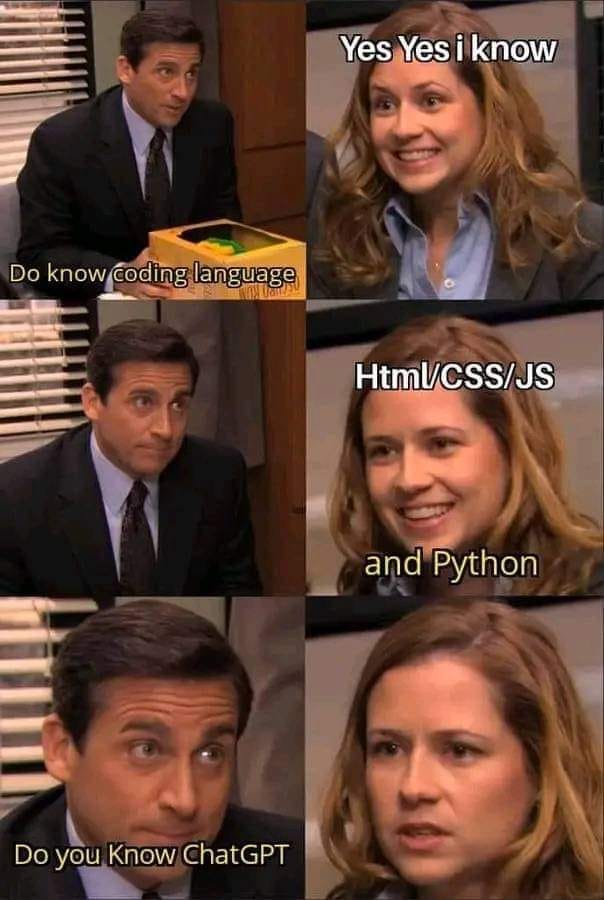 Yes Yes i know
Do know coding language
Html/CSS/JS
and Python
Do you Know ChatGPT